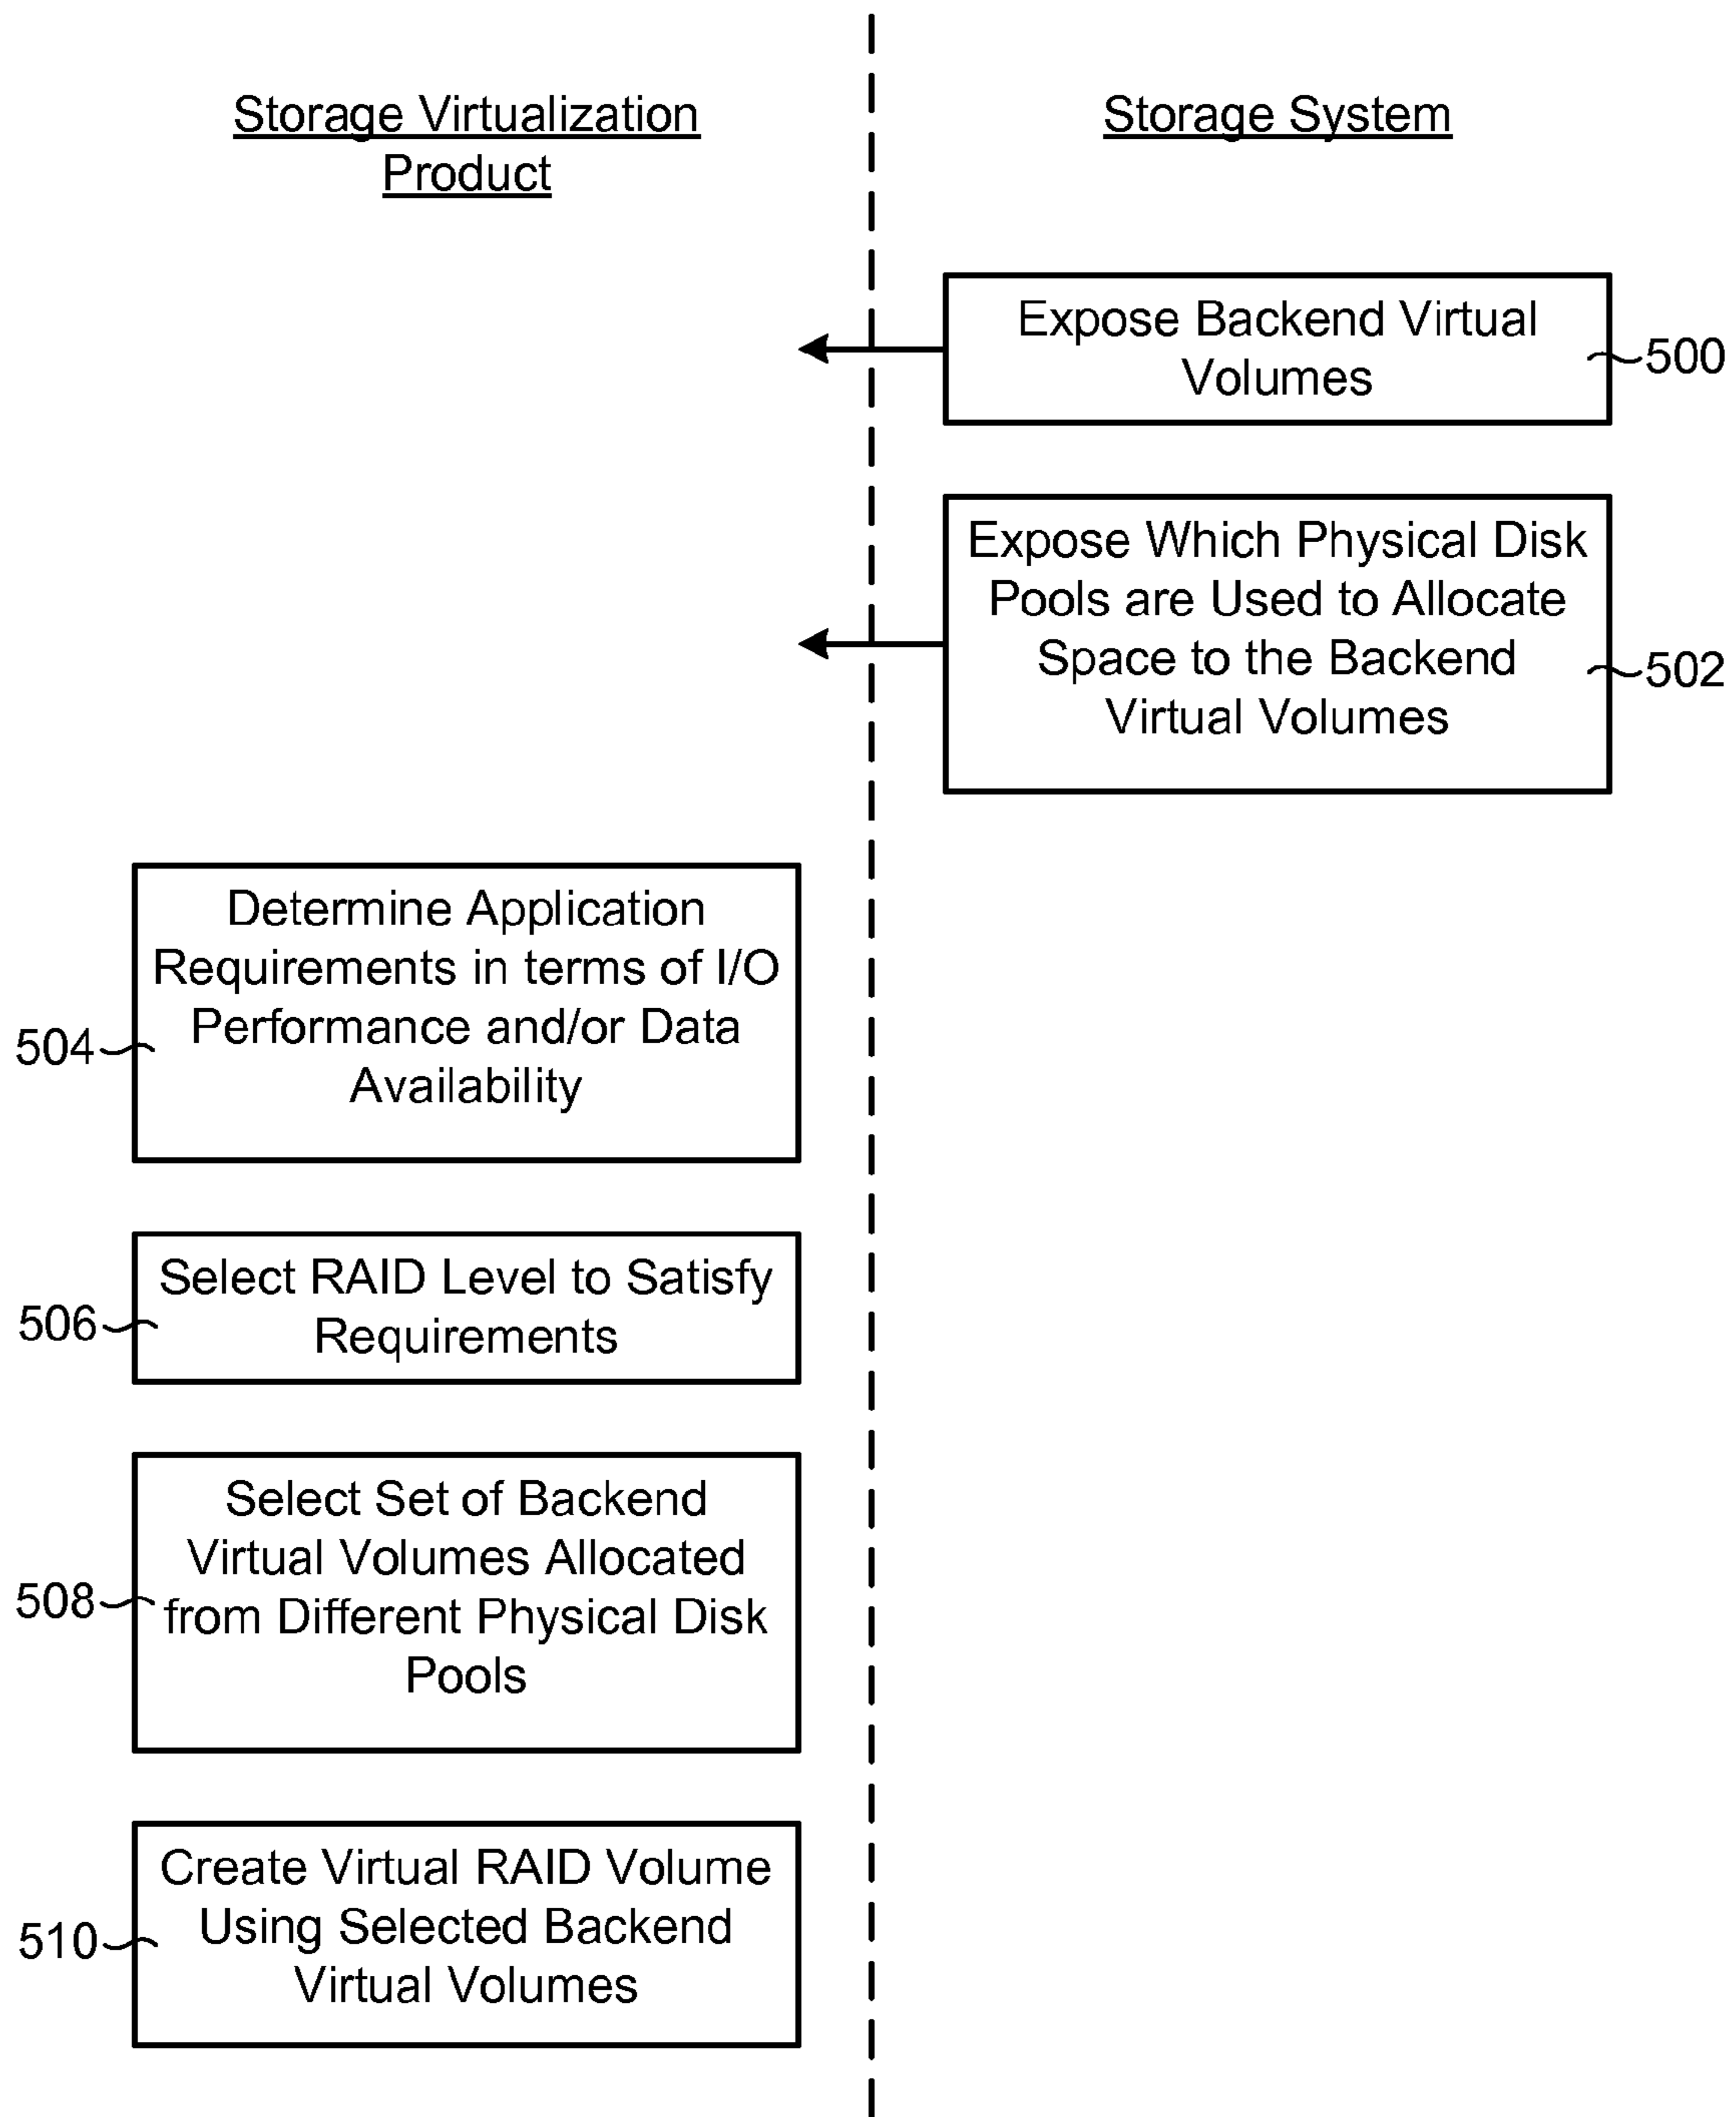 Storage Virtualization
Product
Storage System
Expose Backend Virtual
Volumes
500
Expose Which Physical Disk
Pools are Used to Allocate
Space to the Backend
Virtual Volumes
502
Determine Application
Requirements in terms of I/O
Performance and/or Data
Availability
504
Select RAID Level to Satisfy
Requirements
506
Select Set of Backend
Virtual Volumes Allocated
from Different Physical Disk
Pools
508
Create Virtual RAID Volume
Using Selected Backend
Virtual Volumes
510